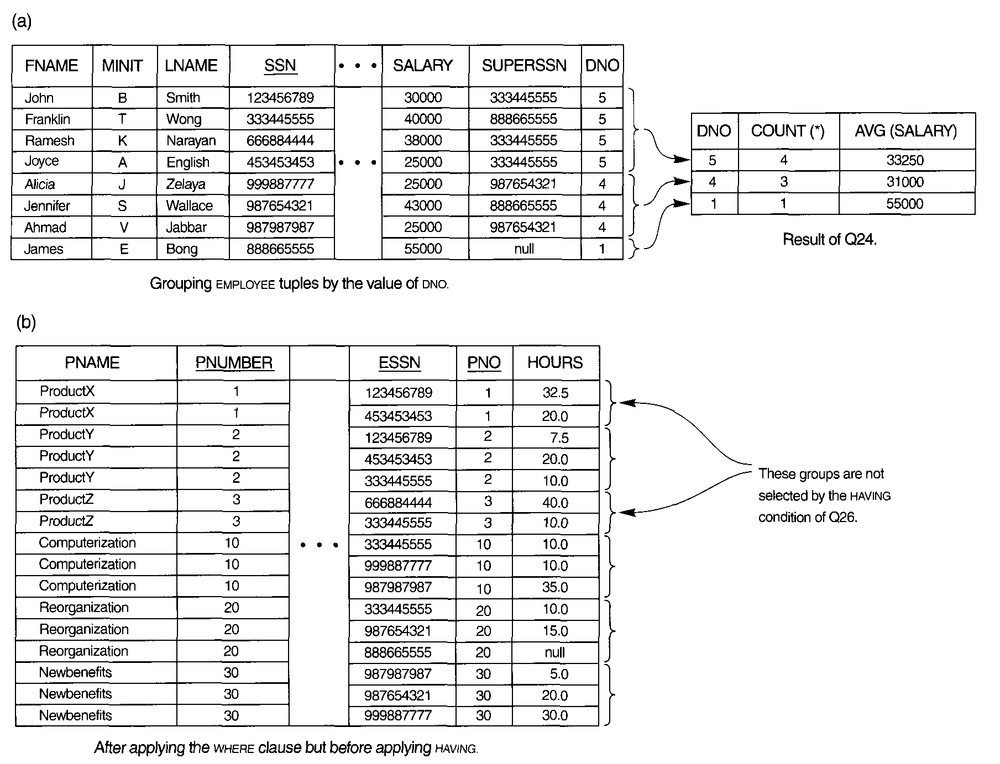 (a)
FNAME MINIT LNAME SSN • • • SALARY SUPERSSN DNO
John B Smith 123456789 30000 333445555 5
Franklin T Wong 333445555 40000 888665555 5
Ramesh K Narayan 666884444 38000 333445555 5
Joyce A English 453453453 • • • 25000 333445555 5
Alicia J Zelaya 999887777 25000 987654321 4
Jennifer S Wallace 987654321 43000 888665555 4
Ahmad V Jabbar 987987987 25000 987654321 4
James E Bong 888665555 55000 null 1
DNO COUNT (*) AVG (SALARY)
5 4 33250
4 3 31000
1 1 55000
Result of Q24.
Grouping EMPLOYEE tuples by the value of DNO.
(b)
PNAME PNUMBER ESSN PNO HOURS
ProductX 1 123456789 1 32.5
ProductX 1 453453453 1 20.0
ProductY 2 123456789 2 7.5
ProductY 2 453453453 2 20.0
ProductY 2 333445555 2 10.0
ProductZ 3 666884444 3 40.0
ProductZ 3 333445555 3 10.0
Computerization 10 • • • 333445555 10 10.0
Computerization 10 999887777 10 10.0
Computerization 10 987987987 10 35.0
Reorganization 20 333445555 20 10.0
Reorganization 20 987654321 20 15.0
Reorganization 20 888665555 20 null
Newbenefits 30 987987987 30 5.0
Newbenefits 30 987654321 30 20.0
Newbenefits 30 999887777 30 30.0
These groups are not
selected by the HAVING
condition of Q26.
After applying the WHERE clause but before applying HAVING.